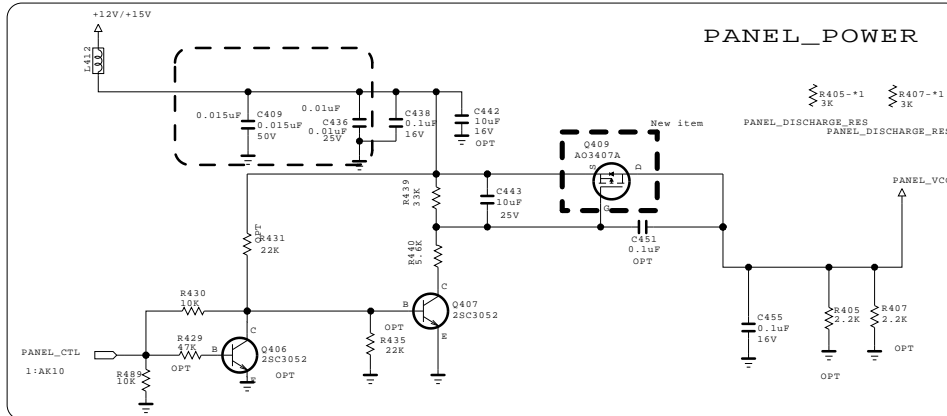 +12V/+15V
PANEL_POWER
L412
0.015uF
C409
0.015uF
50V
0.01uF
C436
0.01uF
25V
C438
0.1uF
16V
C442
10uF
16V
OPT
R405-*1
3K
R407-*1
3K
PANEL_DISCHARGE_RES
PANEL_DISCHARGE_RES
New item
Q409
AO3407A
S
D
G
R439
33K
C443
10uF
25V
PANEL_VCC
OPT
R431
22K
R440
5.6K
C451
0.1uF
OPT
R430
10K
C
B
Q407
2SC3052
E
R429
47K
OPT
C
B
Q406
2SC3052
E
OPT
OPT
R435
22K
C455
0.1uF
16V
R405
2.2K
OPT
R407
2.2K
OPT
PANEL_CTL
1:AK10
R489
10K